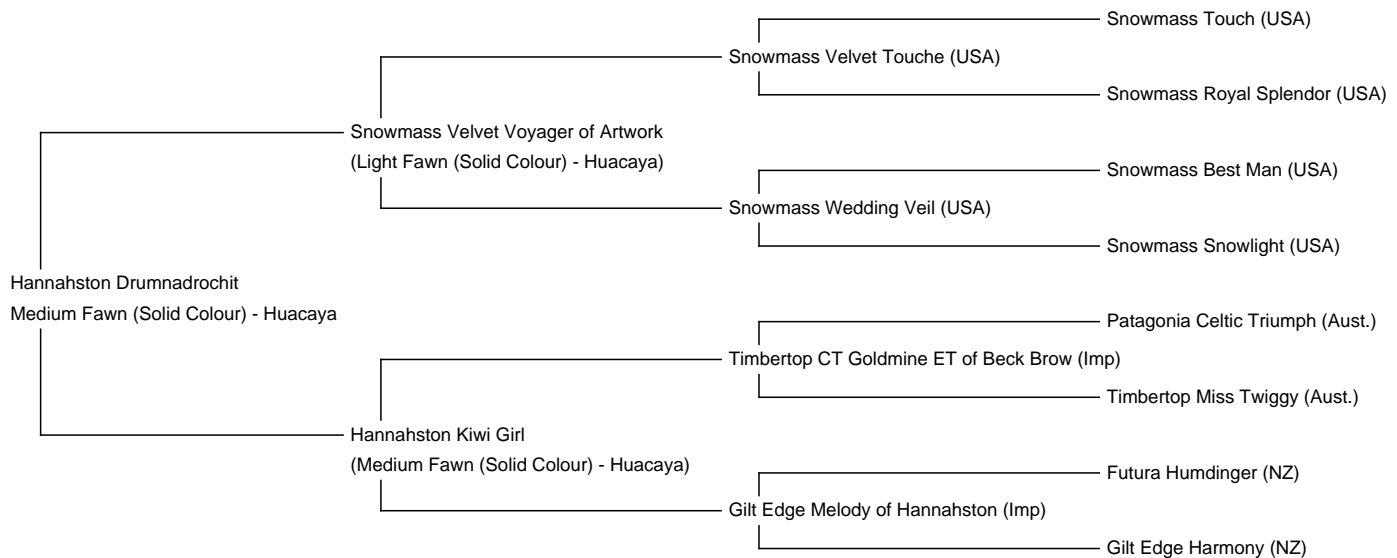 Snowmass Touch (USA)
Snowmass Velvet Touche (USA)
Snowmass Royal Splendor (USA)
Snowmass Velvet Voyager of Artwork
(Light Fawn (Solid Colour) - Huacaya)
Snowmass Best Man (USA)
Snowmass Wedding Veil (USA)
Snowmass Snowlight (USA)
Hannahston Drumnadrochit
Medium Fawn (Solid Colour) - Huacaya
Patagonia Celtic Triumph (Aust.)
Timbertop CT Goldmine ET of Beck Brow (Imp)
Timbertop Miss Twiggy (Aust.)
Hannahston Kiwi Girl
(Medium Fawn (Solid Colour) - Huacaya)
Futura Humdinger (NZ)
Gilt Edge Melody of Hannahston (Imp)
Gilt Edge Harmony (NZ)